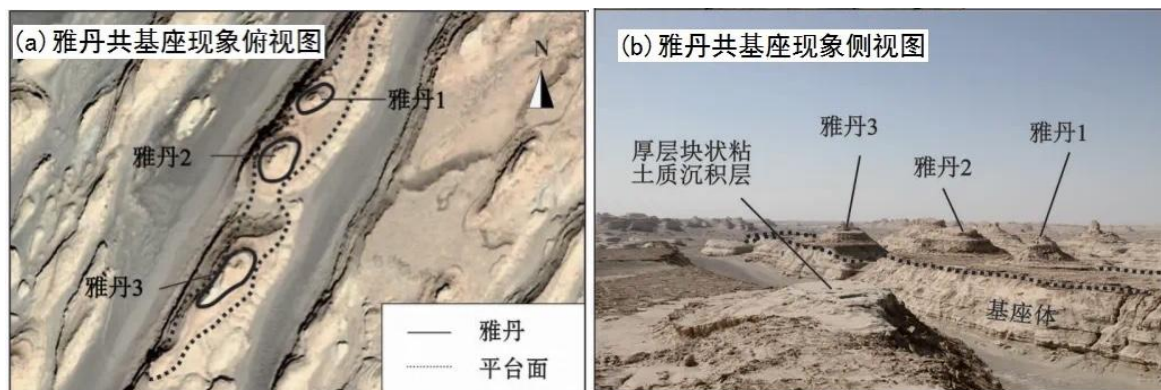 (a)雅丹共基座现象俯视图
N
雅丹1
雅丹2
雅丹3
雅丹
平台面
(b)雅丹共基座现象侧视图
雅丹3
雅丹1
厚层块状粘
土质沉积层
雅丹2
基座体